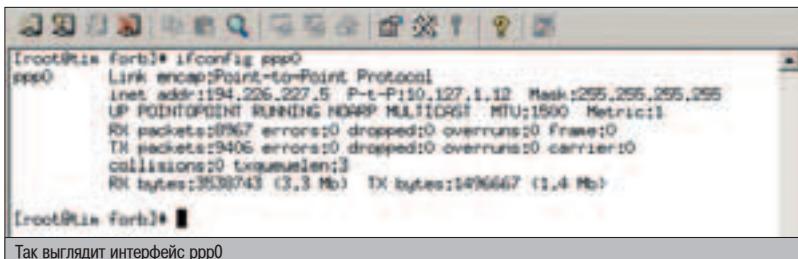 [root@tim forb]# ifconfig ppp0
ppp0 Link encap:Point-to-Point Protocol
inet addr:194.226.227.5 P-t-P:10.127.1.12 Mask:255.255.255.255
UP POINTOPOINT RUNNING NOARP MULTICAST MTU:1500 Metric:1
RX packets:8967 errors:0 dropped:0 overruns:0 frame:0
TX packets:9406 errors:0 dropped:0 overruns:0 carrier:0
collisions:0 txqueuelen:3
RX bytes:3538743 (3.3 Mb) TX bytes:1496667 (1.4 Mb)
[root@tim forb]#
Так выглядит интерфейс ppp0